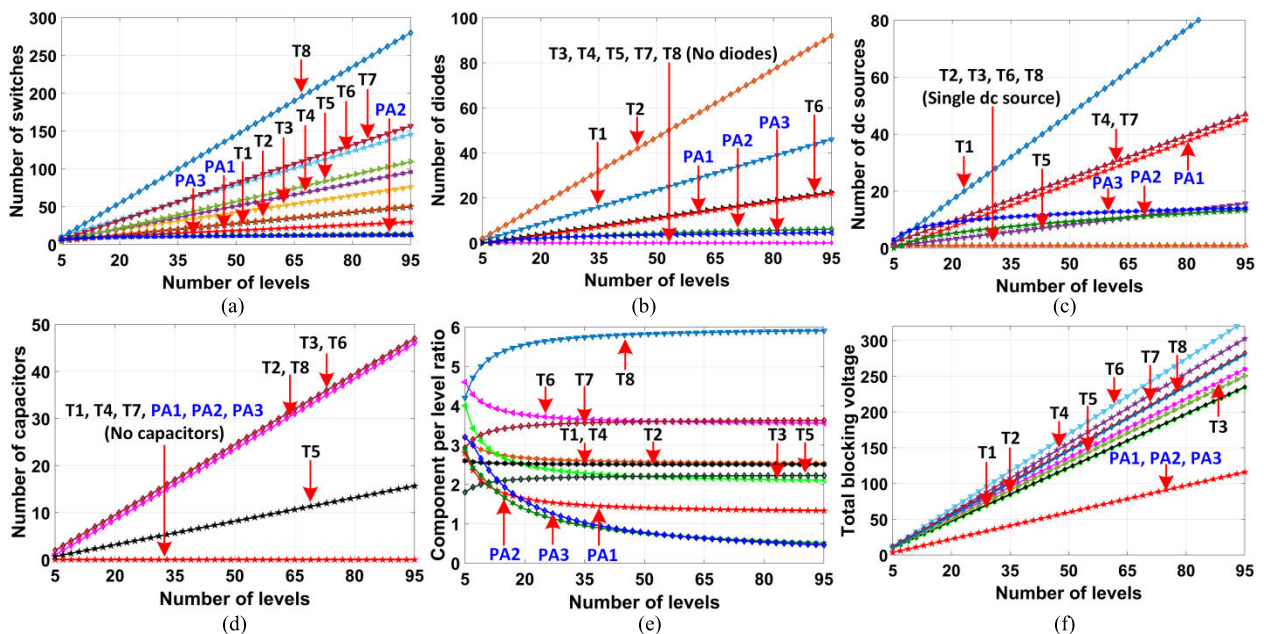 300
250
200
150
100
50
0
Number of switches
T8
T7
T6
T5
T4
T3
T2
T1
PA2
PA1
PA3
5
20
35
50
65
80
95
Number of levels
(a)
100
80
60
40
20
0
Number of diodes
T3, T4, T5, T7, T8 (No diodes)
T2
T1
T6
PA3
PA2
PA1
5
20
35
50
65
80
95
Number of levels
(b)
80
60
40
20
0
Number of dc sources
T2, T3, T6, T8
(Single dc source)
T1
T4, T7
T5
PA3
PA2
PA1
5
20
35
50
65
80
95
Number of levels
(c)
50
40
30
20
10
0
Number of capacitors
T3, T6
T2, T8
T1, T4, T7, PA1, PA2, PA3
(No capacitors)
T5
5
35
50
65
95
Number of levels
(d)
6
5
4
3
2
1
0
Component per level ratio
T8
T6
T7
T1, T4
T2
T3
T5
PA2
PA3
PA1
5
20
35
50
65
80
95
Number of levels
(e)
300
250
200
150
100
50
0
Total blocking voltage
T8
T7
T6
T5
T4
T3
T2
T1
PA1, PA2, PA3
5
20
35
50
65
80
95
Number of levels
(f)